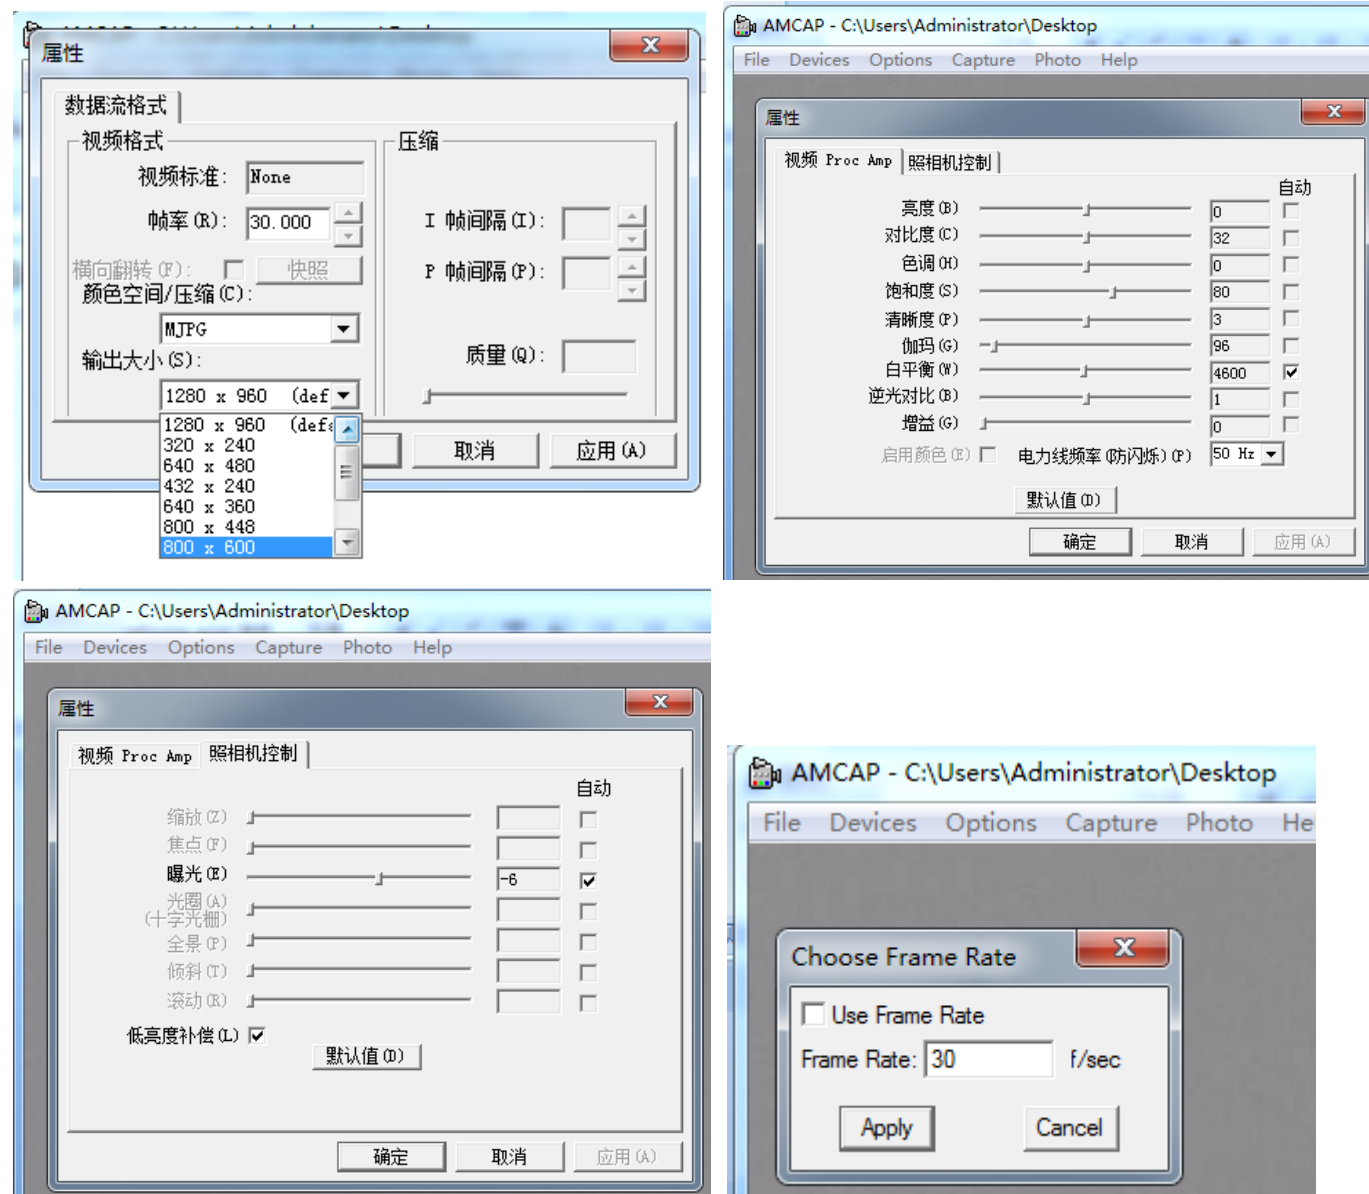 属性
数据流格式
视频格式
视频标准: None
帧率(R): 30.000
横向翻转(F): 快照
颜色空间/压缩(C):
MJPG
输出大小(S):
1280 x 960 (def
1280 x 960 (defa
320 x 240
640 x 480
432 x 240
640 x 360
800 x 448
800 x 600
压缩
I 帧间隔(I):
P 帧间隔(P):
质量(Q):
取消 应用(A)
AMCAP - C:\Users\Administrator\Desktop
File Devices Options Capture Photo Help
属性
视频 Proc Amp 照相机控制
自动
亮度(B) 0
对比度(C) 32
色调(H) 0
饱和度(S) 80
清晰度(P) 3
伽玛(G) 96
白平衡(W) 4600
逆光对比(B) 1
增益(G) 0
启用颜色(E) 电力线频率(防闪烁)(P) 50 Hz
默认值(D)
确定 取消 应用(A)
AMCAP - C:\Users\Administrator\Desktop
File Devices Options Capture Photo Help
属性
视频 Proc Amp 照相机控制
自动
缩放(Z)
焦点(F)
曝光(E) -6
光圈(A)
(十字光栅)
全景(P)
倾斜(T)
滚动(R)
低亮度补偿(L)
默认值(D)
确定 取消 应用(A)
AMCAP - C:\Users\Administrator\Desktop
File Devices Options Capture Photo He
Choose Frame Rate
Use Frame Rate
Frame Rate: 30 f/sec
Apply Cancel